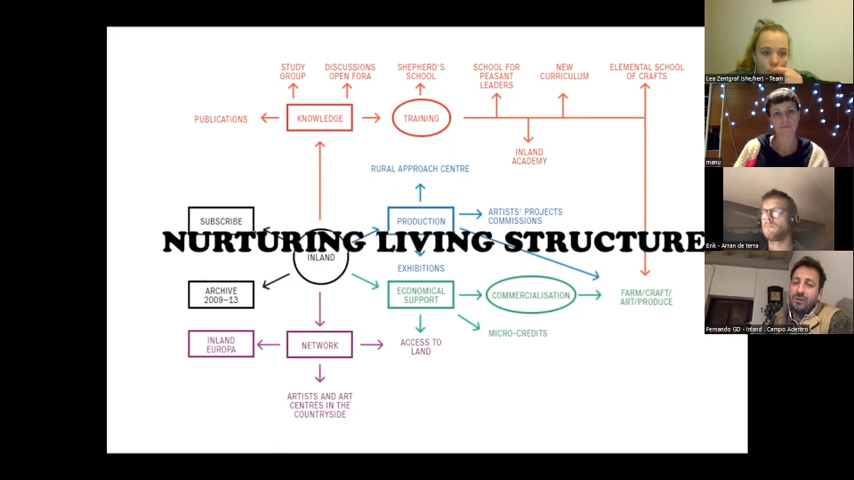 STUDY
GROUP
DISCUSSIONS
OPEN FORA
SHEPHERD'S
SCHOOL
SCHOOL FOR
PEASANT
LEADERS
NEW
CURRICULUM
ELEMENTAL SCHOOL
OF CRAFTS
PUBLICATIONS
KNOWLEDGE
TRAINING
INLAND
ACADEMY
RURAL APPROACH CENTRE
SUBSCRIBE
PRODUCTION
ARTISTS' PROJECTS
COMMISSIONS
NURTURING LIVING STRUCTURE
INLAND
EXHIBITIONS
ARCHIVE
2009–13
ECONOMICAL
SUPPORT
COMMERCIALISATION
FARM/CRAFT/
ART/PRODUCE
INLAND
EUROPA
NETWORK
ACCESS TO
LAND
MICRO-CREDITS
ARTISTS AND ART
CENTRES IN THE
COUNTRYSIDE
Lea Zentgraf (she/her) - Team
manu
Erik - Arran de terra
Fernando GD - Inland - Campo Adentro